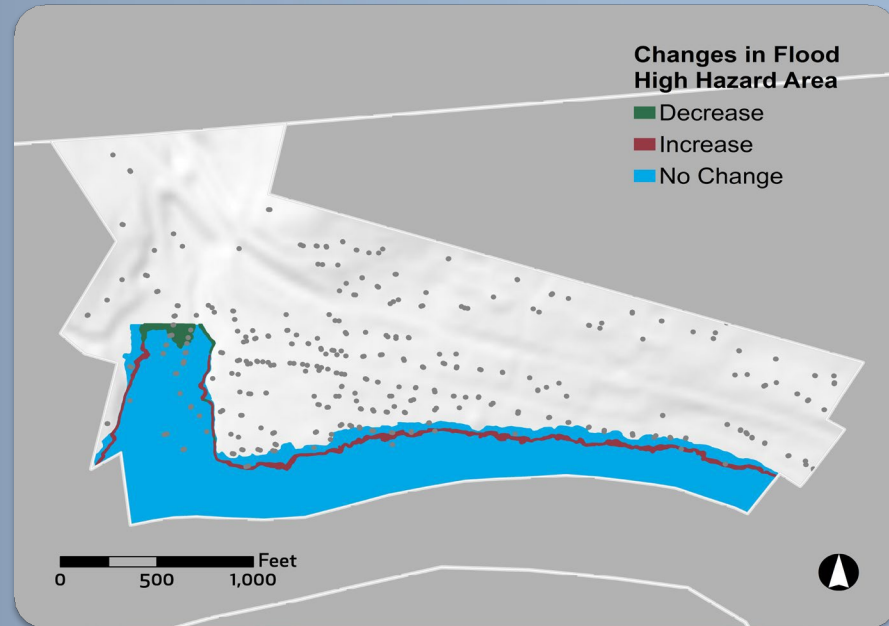 Changes in Flood
High Hazard Area
Decrease
Increase
No Change
Feet
0 500 1,000